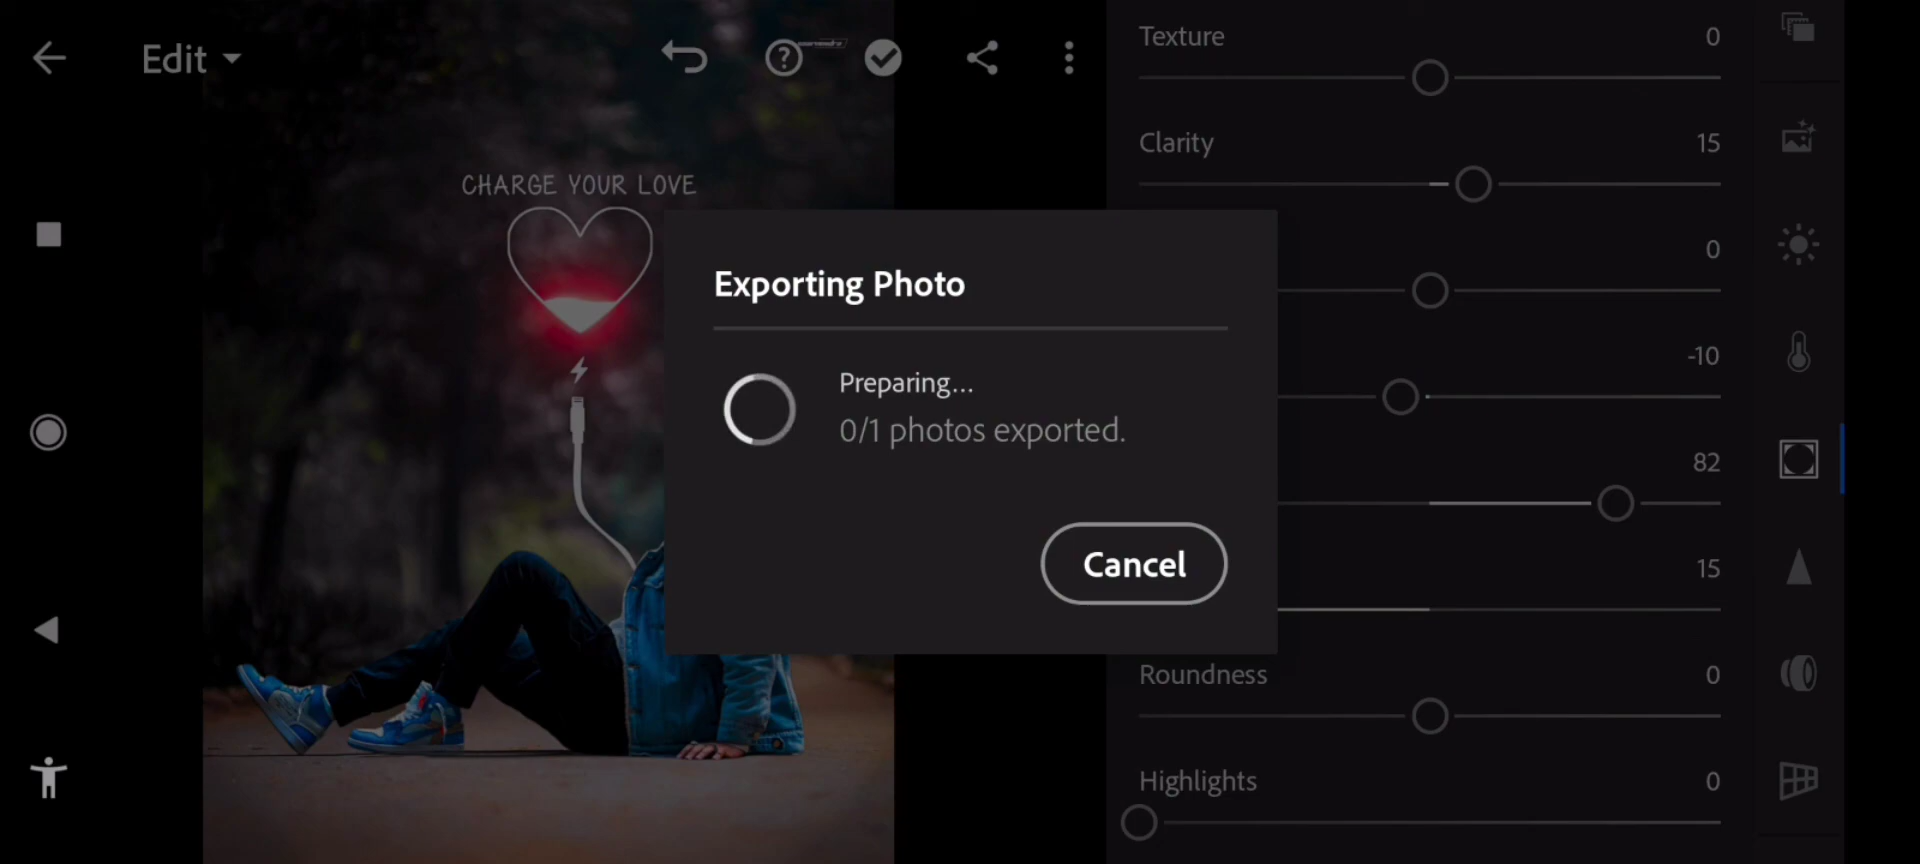 Edit
CHARGE YOUR LOVE
Exporting Photo
Preparing...
0/1 photos exported.
Cancel
Texture 0
Clarity 15
0
-10
82
15
Roundness 0
Highlights 0